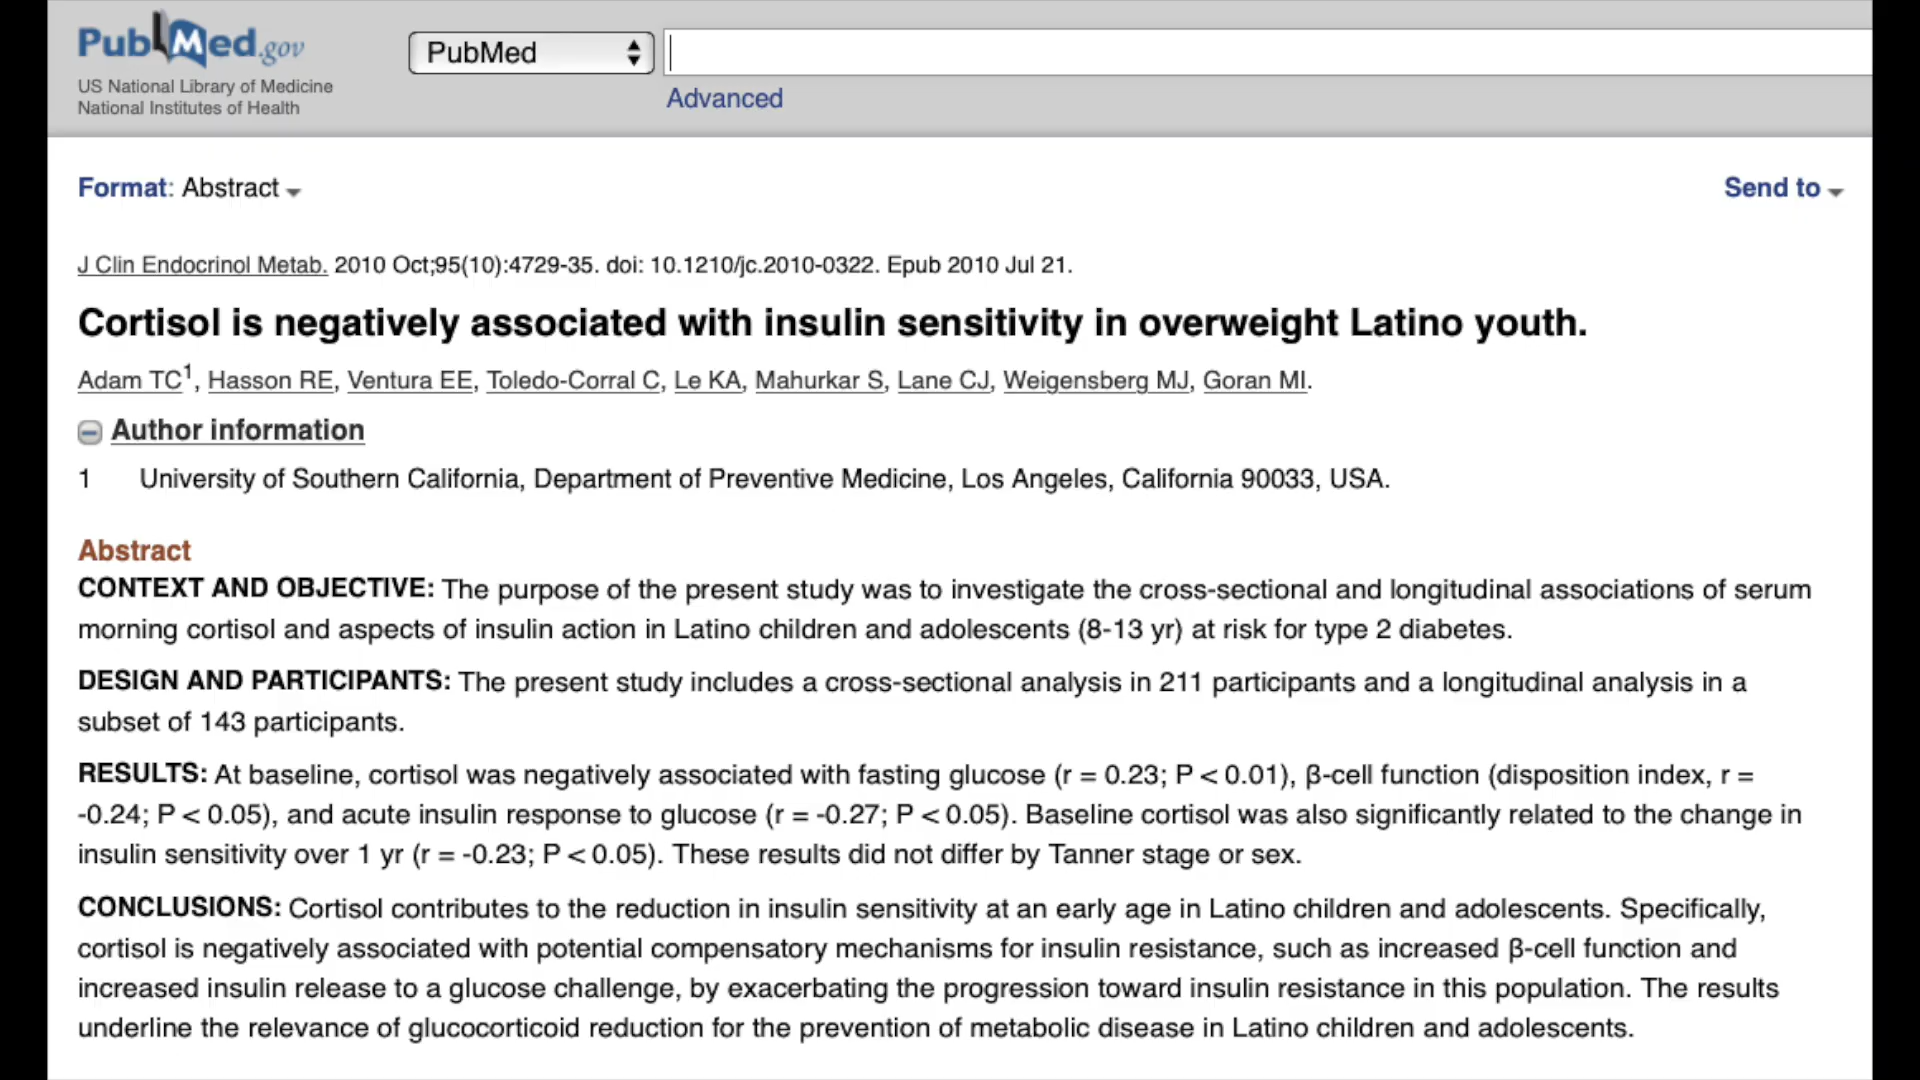 PubMed.gov
US National Library of Medicine
National Institutes of Health
PubMed
Advanced
Format: Abstract
Send to
J Clin Endocrinol Metab. 2010 Oct;95(10):4729-35. doi: 10.1210/jc.2010-0322. Epub 2010 Jul 21.
Cortisol is negatively associated with insulin sensitivity in overweight Latino youth.
Adam TC1, Hasson RE, Ventura EE, Toledo-Corral C, Le KA, Mahurkar S, Lane CJ, Weigensberg MJ, Goran MI.
Author information
1 University of Southern California, Department of Preventive Medicine, Los Angeles, California 90033, USA.
Abstract
CONTEXT AND OBJECTIVE: The purpose of the present study was to investigate the cross-sectional and longitudinal associations of serum
morning cortisol and aspects of insulin action in Latino children and adolescents (8-13 yr) at risk for type 2 diabetes.
DESIGN AND PARTICIPANTS: The present study includes a cross-sectional analysis in 211 participants and a longitudinal analysis in a
subset of 143 participants.
RESULTS: At baseline, cortisol was negatively associated with fasting glucose (r = 0.23; P < 0.01), β-cell function (disposition index, r =
-0.24; P < 0.05), and acute insulin response to glucose (r = -0.27; P < 0.05). Baseline cortisol was also significantly related to the change in
insulin sensitivity over 1 yr (r = -0.23; P < 0.05). These results did not differ by Tanner stage or sex.
CONCLUSIONS: Cortisol contributes to the reduction in insulin sensitivity at an early age in Latino children and adolescents. Specifically,
cortisol is negatively associated with potential compensatory mechanisms for insulin resistance, such as increased β-cell function and
increased insulin release to a glucose challenge, by exacerbating the progression toward insulin resistance in this population. The results
underline the relevance of glucocorticoid reduction for the prevention of metabolic disease in Latino children and adolescents.